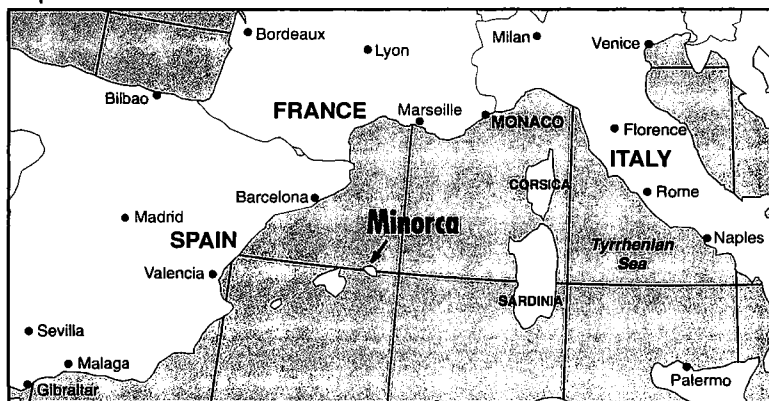 Bordeaux
Lyon
Milan
Venice
Bilbao
FRANCE
Marseille
MONACO
Florence
ITALY
CORSICA
Barcelona
Rome
Madrid
Minorca
SPAIN
Tyrrhenian
Sea
Naples
Valencia
SARDINIA
Sevilla
Malaga
Palermo
Gibraltar